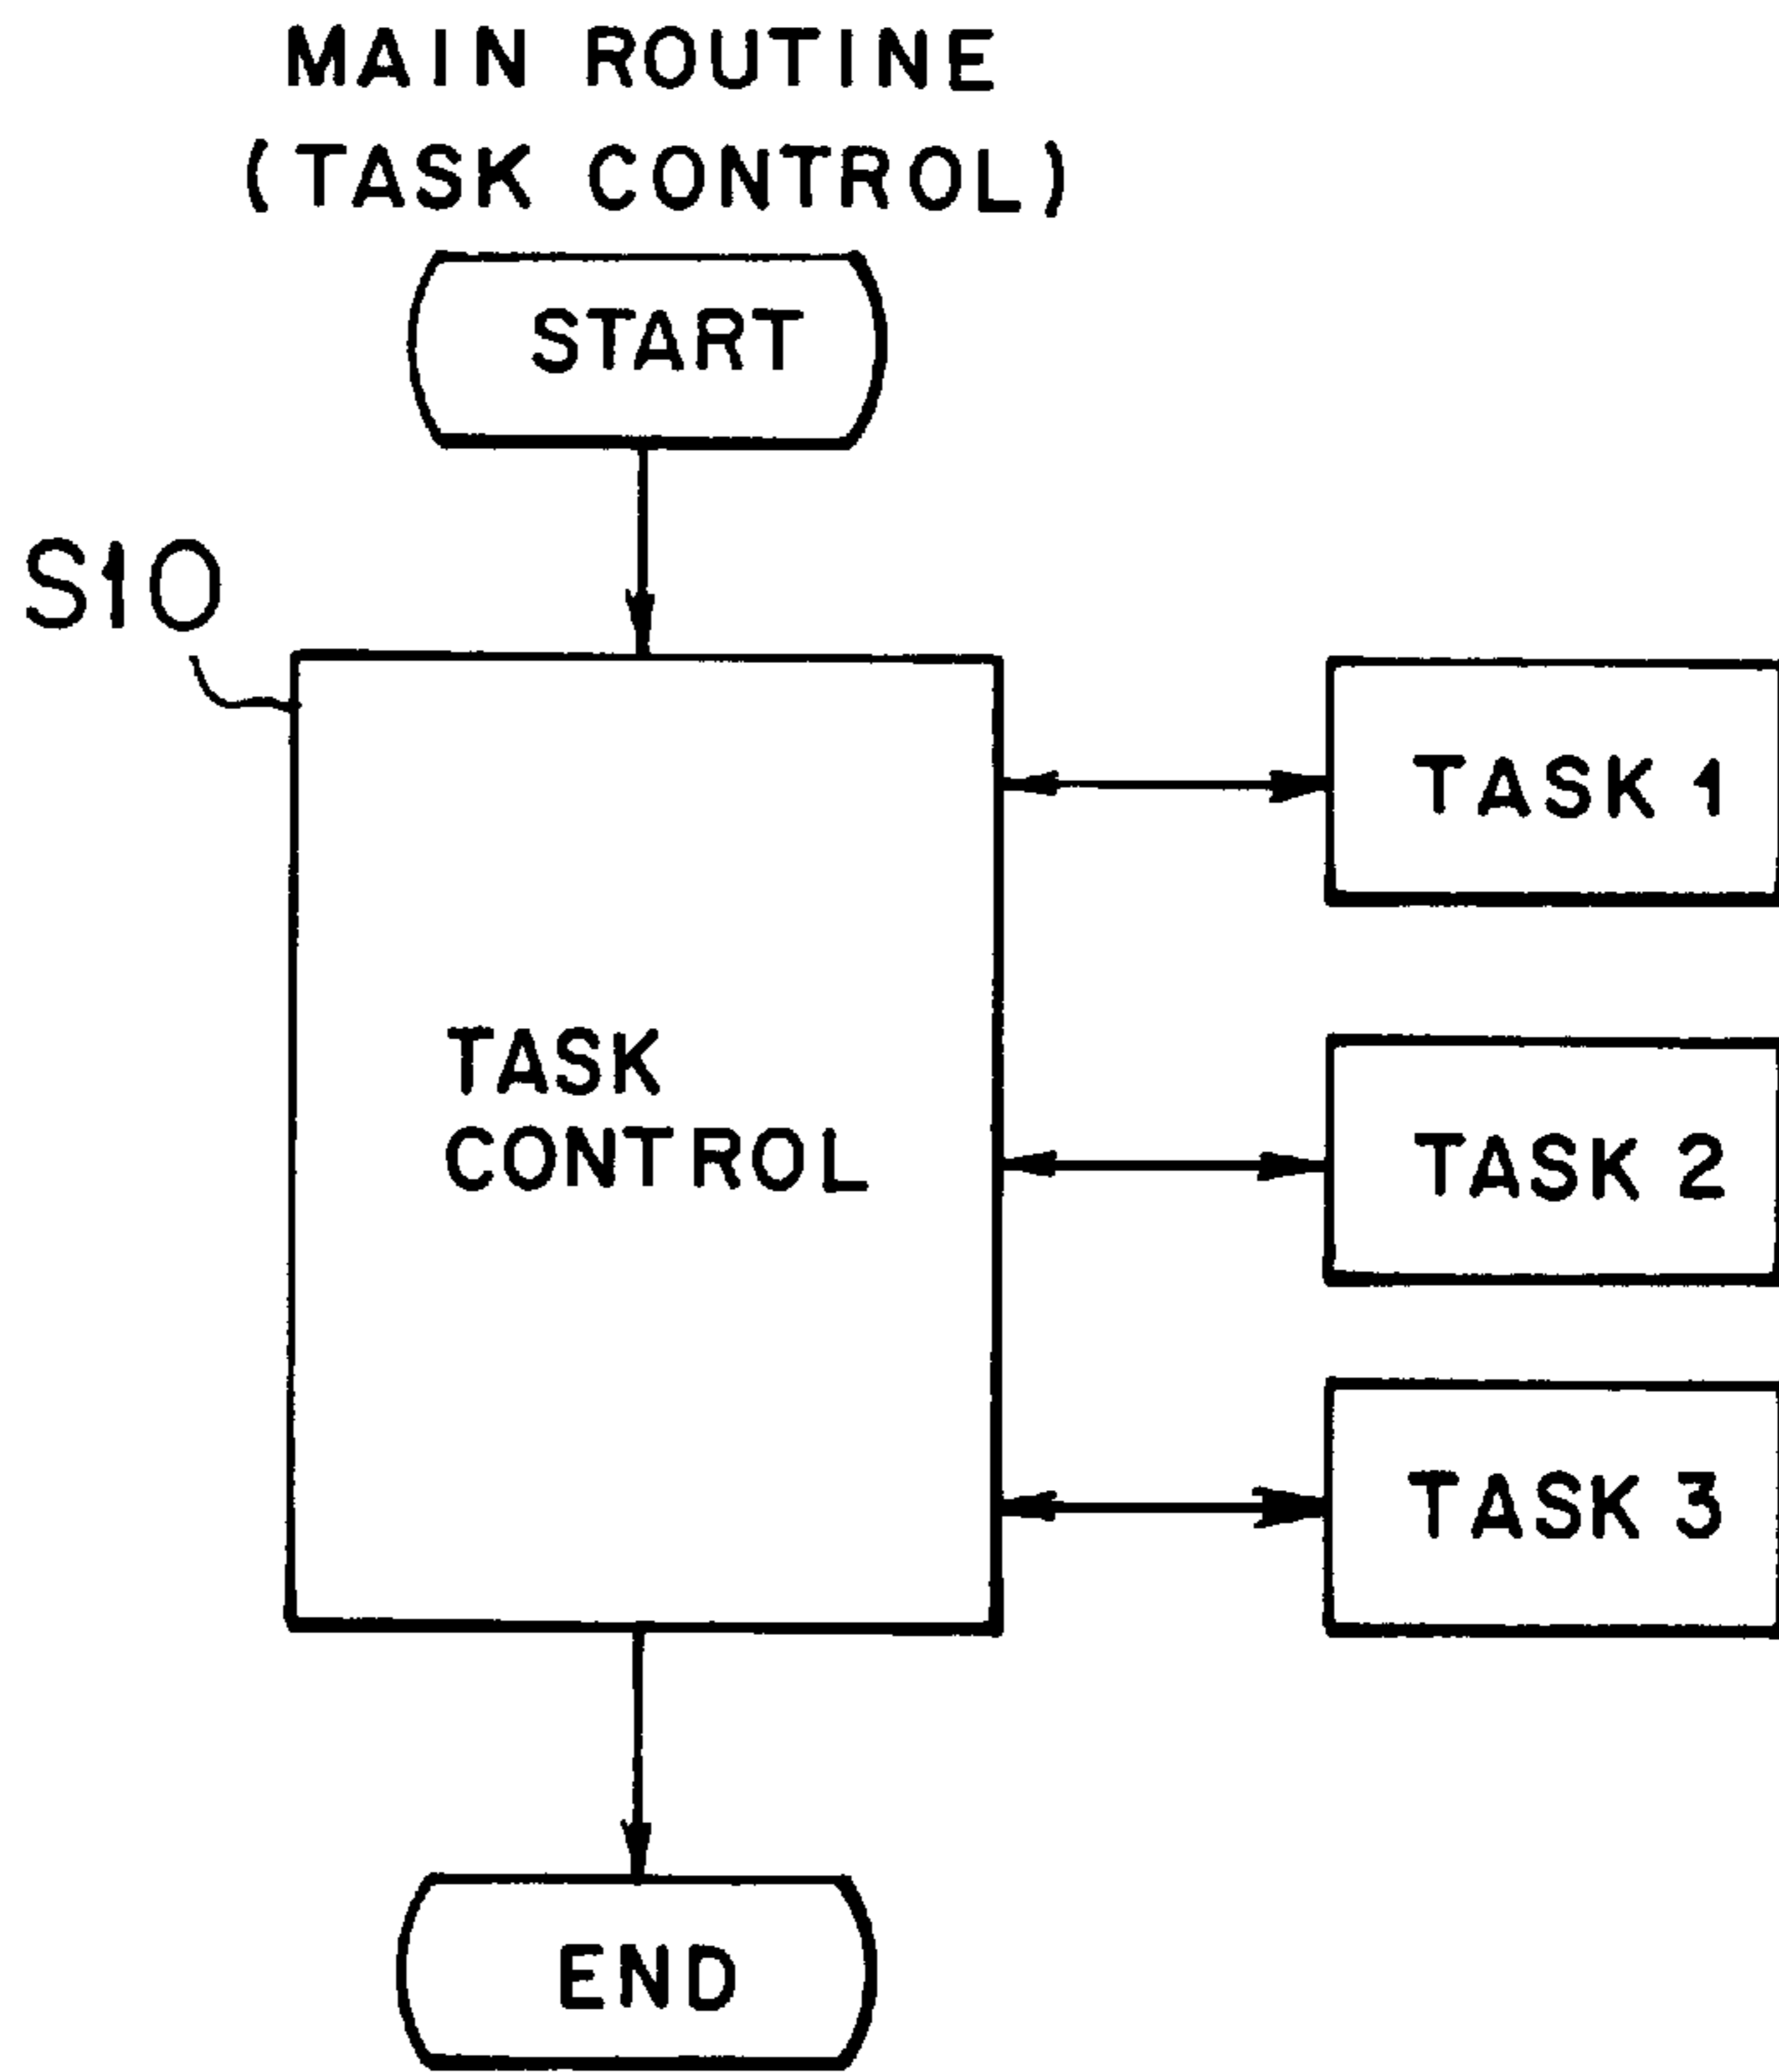 MAIN ROUTINE
(TASK CONTROL)
START
S10
TASK 1
TASK
CONTROL
TASK 2
TASK 3
END